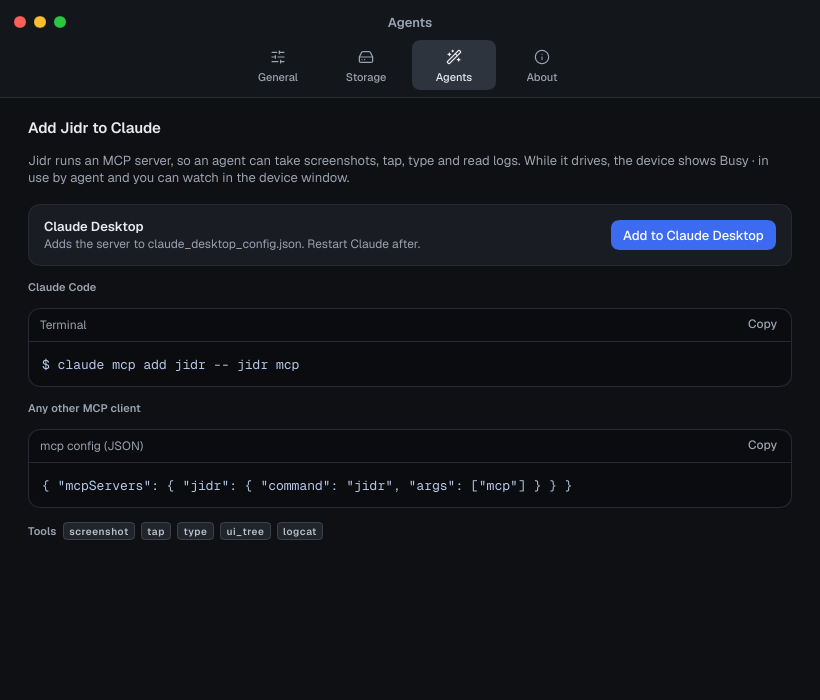 Agents
General
Storage
Agents
About
Add Jidr to Claude
Jidr runs an MCP server, so an agent can take screenshots, tap, type and read logs. While it drives, the device shows Busy · in
use by agent and you can watch in the device window.
Claude Desktop
Adds the server to claude_desktop_config.json. Restart Claude after.
Add to Claude Desktop
Claude Code
Terminal
Copy
$ claude mcp add jidr -- jidr mcp
Any other MCP client
mcp config (JSON)
Copy
{ "mcpServers": { "jidr": { "command": "jidr", "args": ["mcp"] } } }
Tools screenshot tap type ui_tree logcat